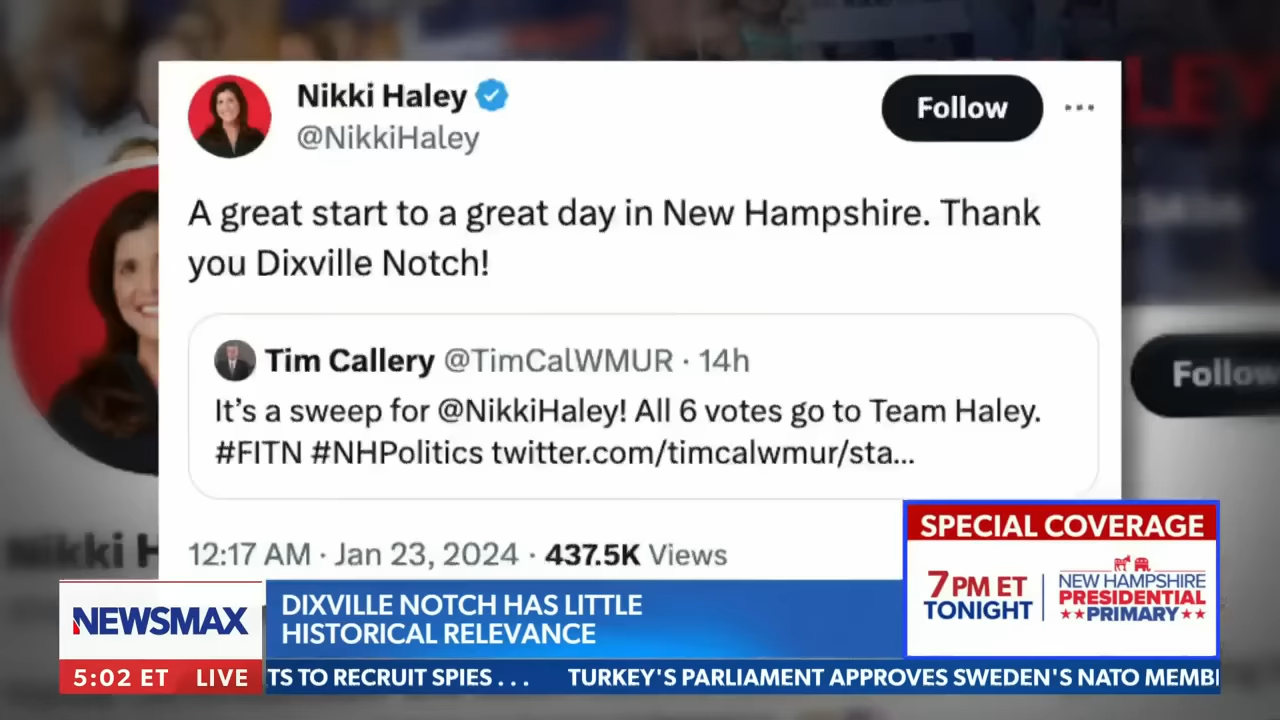 Nikki Haley
@NikkiHaley
Follow
A great start to a great day in New Hampshire. Thank
you Dixville Notch!
Tim Callery @TimCalWMUR · 14h
It’s a sweep for @NikkiHaley! All 6 votes go to Team Haley.
#FITN #NHPolitics twitter.com/timcalwmur/sta...
12:17 AM · Jan 23, 2024 · 437.5K Views
Follow
SPECIAL COVERAGE
7PM ET
TONIGHT
NEW HAMPSHIRE
PRESIDENTIAL
PRIMARY
NEWSMAX
DIXVILLE NOTCH HAS LITTLE
HISTORICAL RELEVANCE
5:02 ET LIVE
TS TO RECRUIT SPIES . . . TURKEY'S PARLIAMENT APPROVES SWEDEN'S NATO MEMB